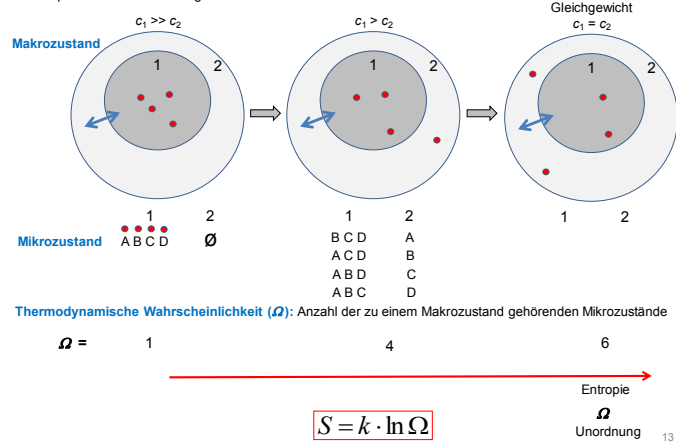 Gleichgewicht
c₁ >> c₂
c₁ > c₂
c₁ = c₂
Makrozustand
1 2
1 2
1 2
1 2
1 2
1 2
Mikrozustand
A B C D Ø
B C D A
A C D B
A B D C
A B C D
Thermodynamische Wahrscheinlichkeit (Ω): Anzahl der zu einem Makrozustand gehörenden Mikrozustände
Ω = 1 4 6
Entropie
Ω
Unordnung
S = k · ln Ω
13